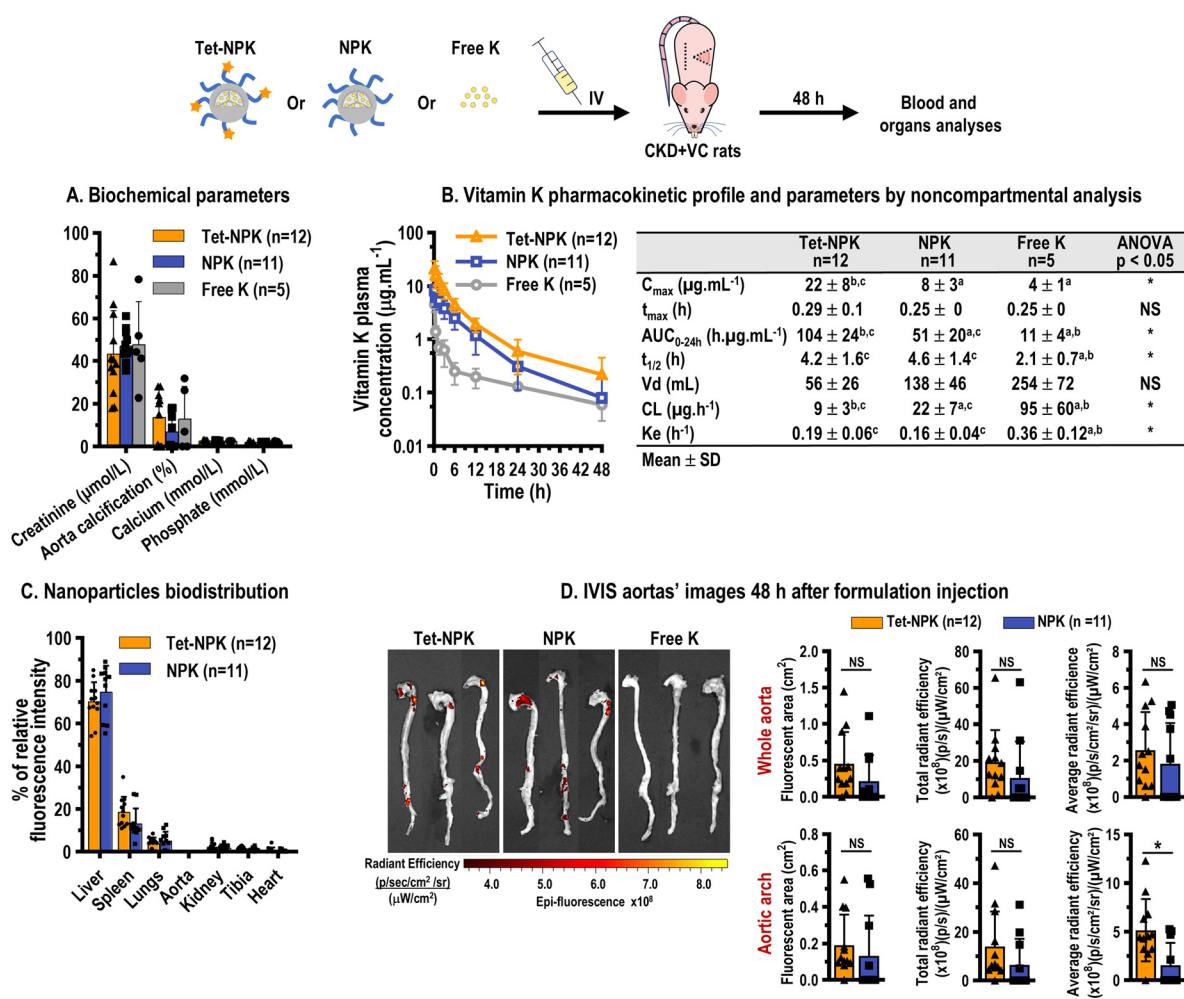 Tet-NPK
NPK
Free K
Or
Or
IV
48 h
Blood and
organs analyses
CKD+VC rats
A. Biochemical parameters
100
80
60
40
20
0
Tet-NPK (n=12)
NPK (n=11)
Free K (n=5)
Creatinine (µmol/L)
Aorta calcification (%)
Calcium (mmol/L)
Phosphate (mmol/L)
B. Vitamin K pharmacokinetic profile and parameters by noncompartmental analysis
Vitamin K plasma
concentration (µg.mL-1)
100
10
1
0.1
0.01
Tet-NPK (n=12)
NPK (n=11)
Free K (n=5)
0 6 12 18 24 30 36 42 48
Time (h)
Tet-NPK NPK Free K ANOVA
n=12 n=11 n=5 p < 0.05
Cmax (µg.mL-1) 22 ± 8b,c 8 ± 3a 4 ± 1a *
tmax (h) 0.29 ± 0.1 0.25 ± 0 0.25 ± 0 NS
AUC0-24h (h.µg.mL-1) 104 ± 24b,c 51 ± 20a,c 11 ± 4a,b *
t1/2 (h) 4.2 ± 1.6c 4.6 ± 1.4c 2.1 ± 0.7a,b *
Vd (mL) 56 ± 26 138 ± 46 254 ± 72 NS
CL (µg.h-1) 9 ± 3b,c 22 ± 7a,c 95 ± 60a,b *
Ke (h-1) 0.19 ± 0.06c 0.16 ± 0.04c 0.36 ± 0.12a,b *
Mean ± SD
C. Nanoparticles biodistribution
% of relative
fluorescence intensity
100
80
60
40
20
0
Tet-NPK (n=12)
NPK (n=11)
Liver
Spleen
Lungs
Aorta
Kidney
Tibia
Heart
D. IVIS aortas’ images 48 h after formulation injection
Tet-NPK
NPK
Free K
Radiant Efficiency
(p/sec/cm2 /sr)
(µW/cm2)
4.0 5.0 6.0 7.0 8.0
Epi-fluorescence x108
Tet-NPK (n=12)
NPK (n =11)
Whole aorta
Fluorescent area (cm2)
2.0
1.5
1.0
0.5
0.0
NS
Total radiant efficiency
(x108)(p/s)/(µW/cm2)
80
60
40
20
0
NS
Average radiant efficiency
(x108)(p/s/cm2/sr)/(µW/cm2)
8
6
4
2
0
NS
Aortic arch
Fluorescent area (cm2)
0.8
0.6
0.4
0.2
0.0
NS
Total radiant efficiency
(x108)(p/s)/(µW/cm2)
60
40
20
0
NS
Average radiant efficiency
(x108)(p/s/cm2/sr)/(µW/cm2)
15
10
5
0
*